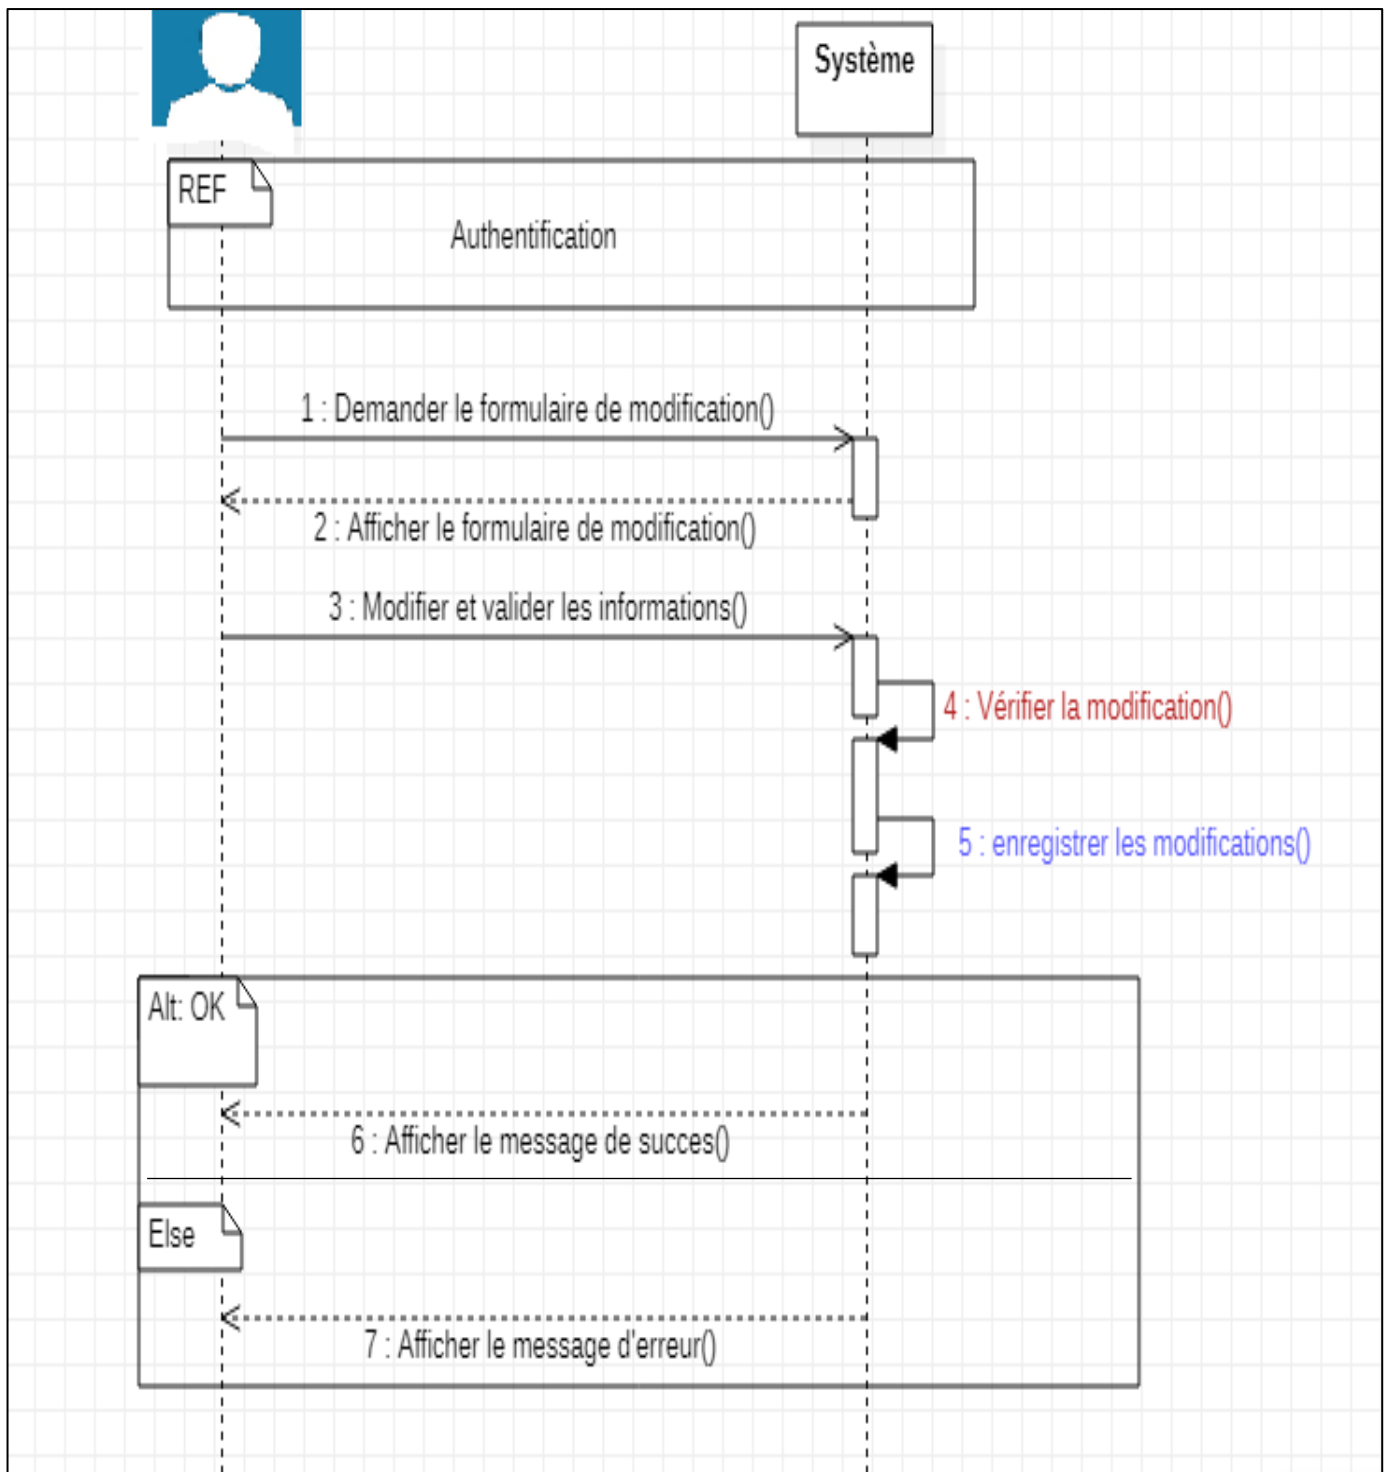 Système
REF
Authentification
1 : Demander le formulaire de modification()
2 : Afficher le formulaire de modification()
3 : Modifier et valider les informations()
4 : Vérifier la modification()
5 : enregistrer les modifications()
Alt: OK
6 : Afficher le message de succes()
Else
7 : Afficher le message d'erreur()